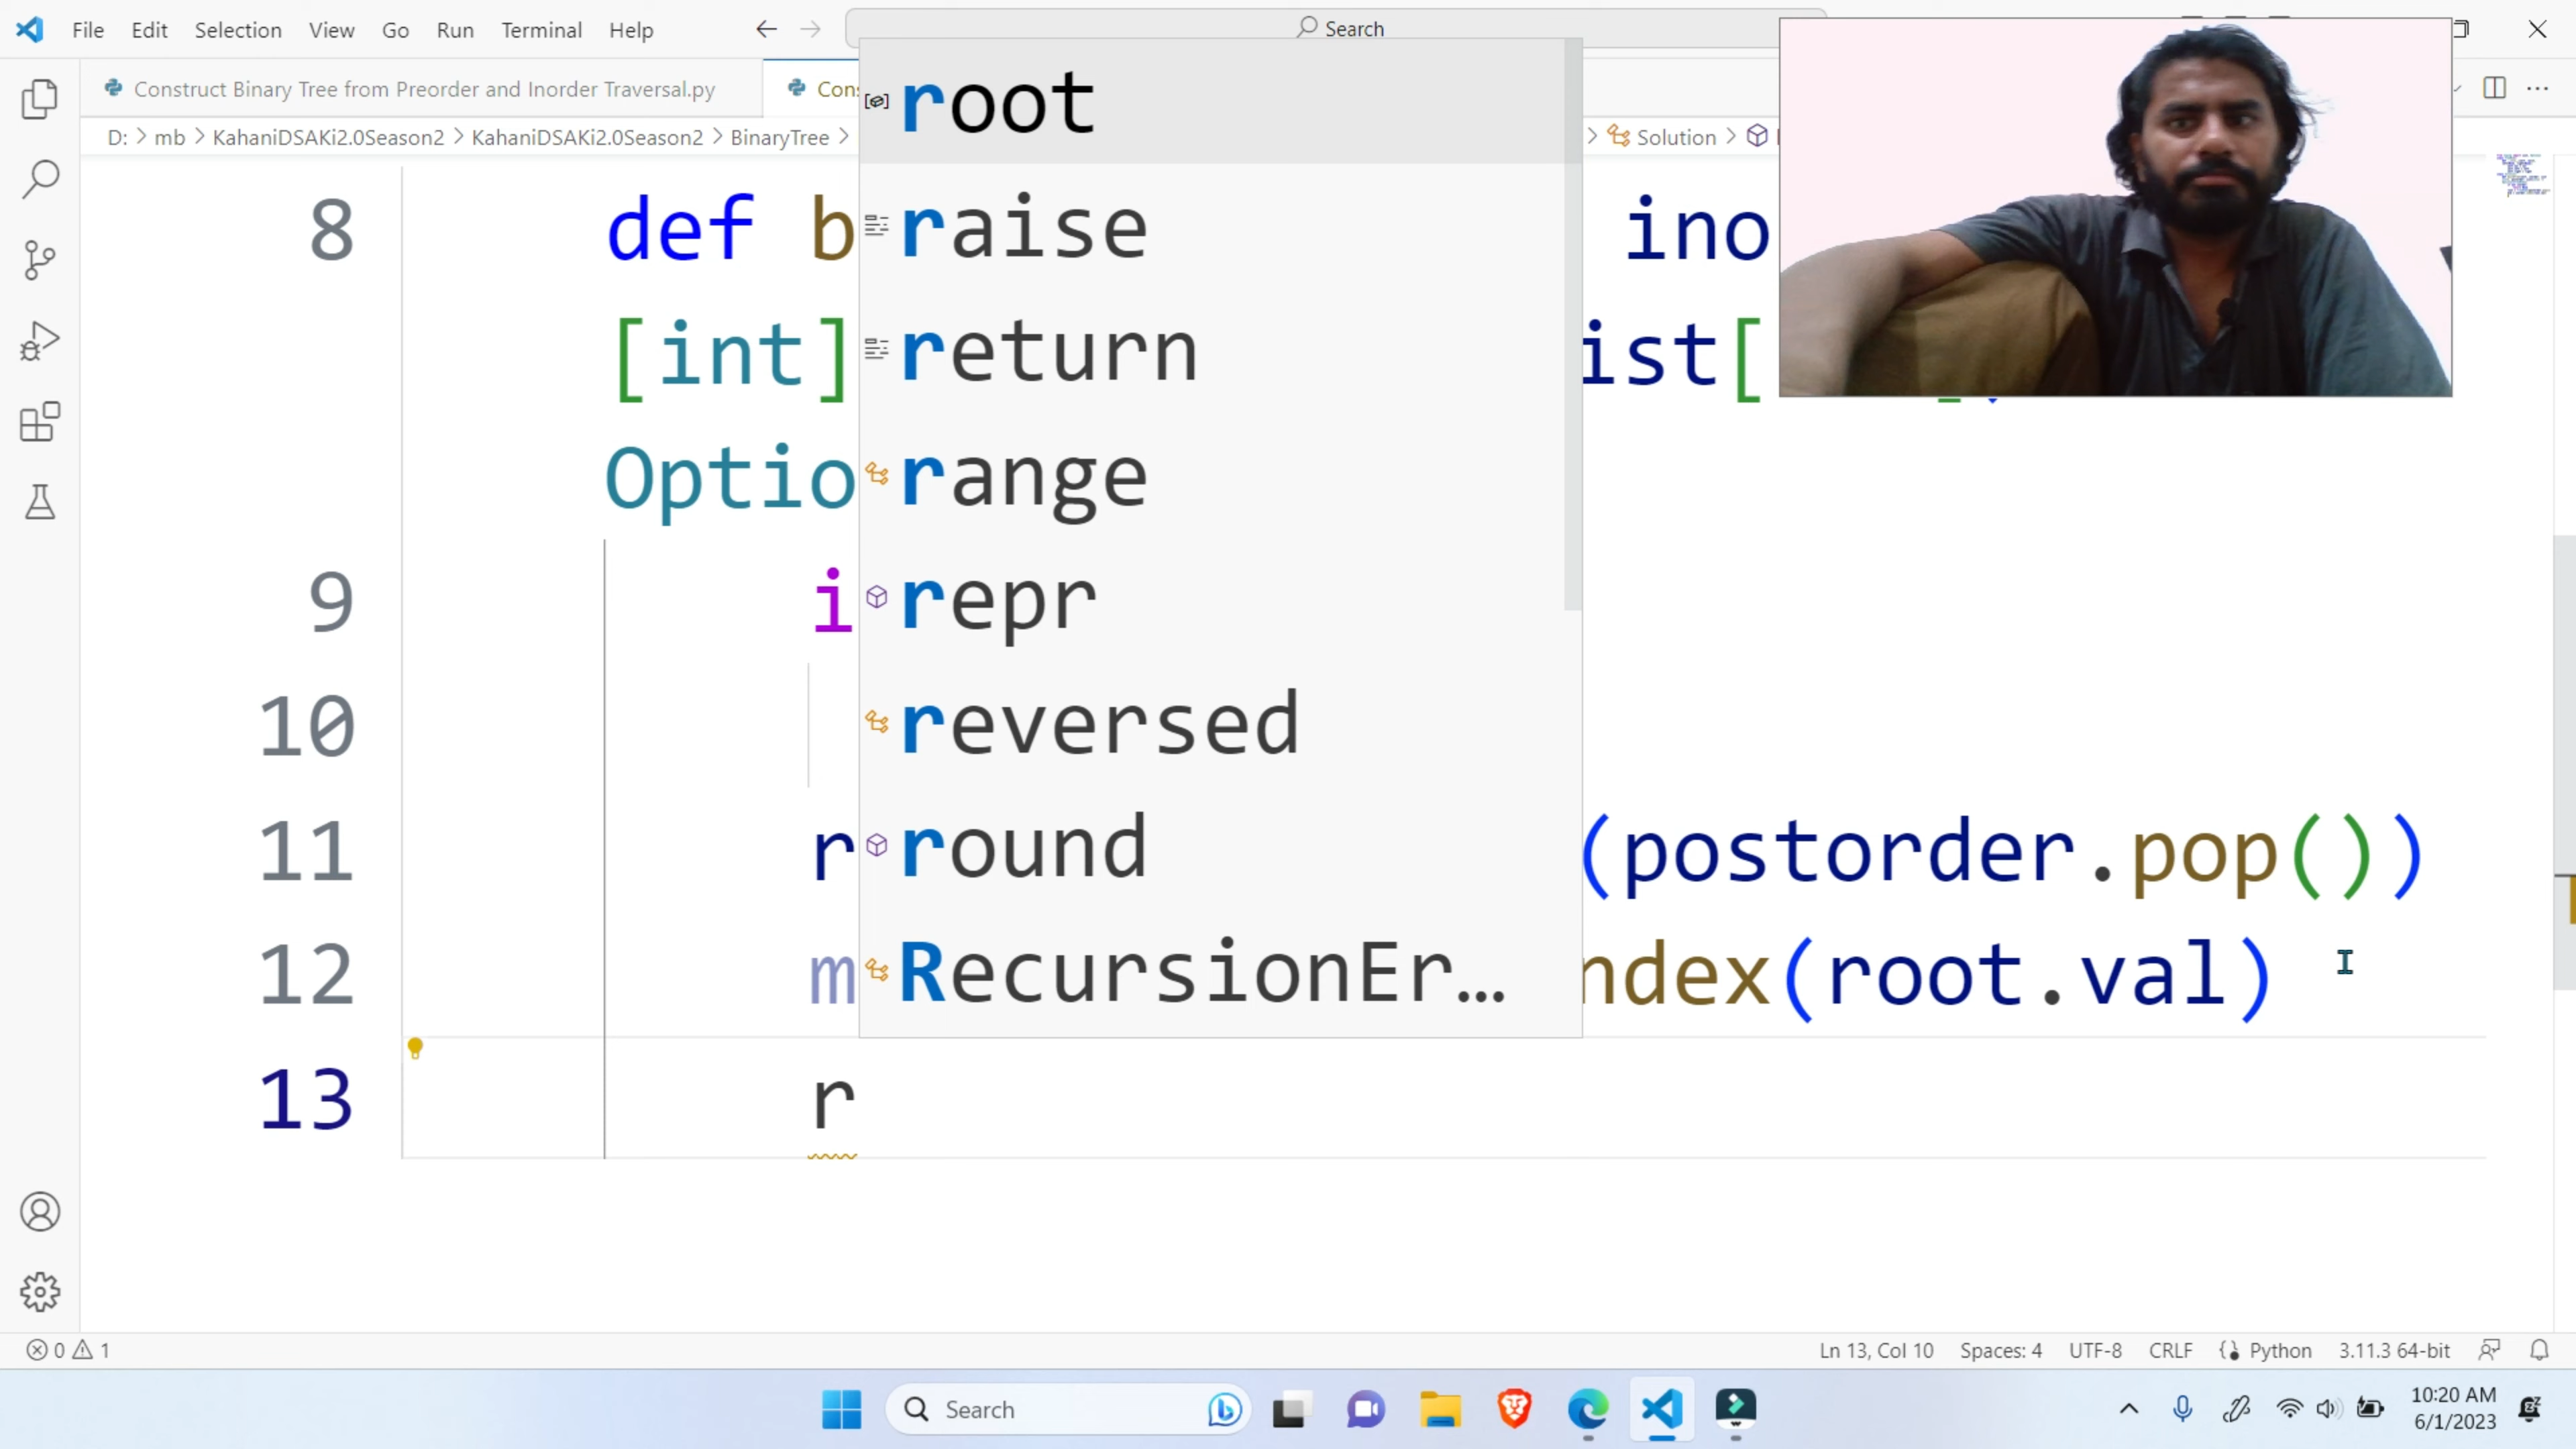 File Edit Selection View Go Run Terminal Help
Search
Construct Binary Tree from Preorder and Inorder Traversal.py
Cons
D: > mb > KahaniDSAKi2.0Season2 > KahaniDSAKi2.0Season2 > BinaryTree >
> Solution >
root
raise
return
range
repr
reversed
round
RecursionEr…
8 def b ino
[int] ist[
Optio
9 i
10
11 r (postorder.pop())
12 m ndex(root.val)
13 r
0 1
Ln 13, Col 10 Spaces: 4 UTF-8 CRLF Python 3.11.3 64-bit
Search
10:20 AM
6/1/2023